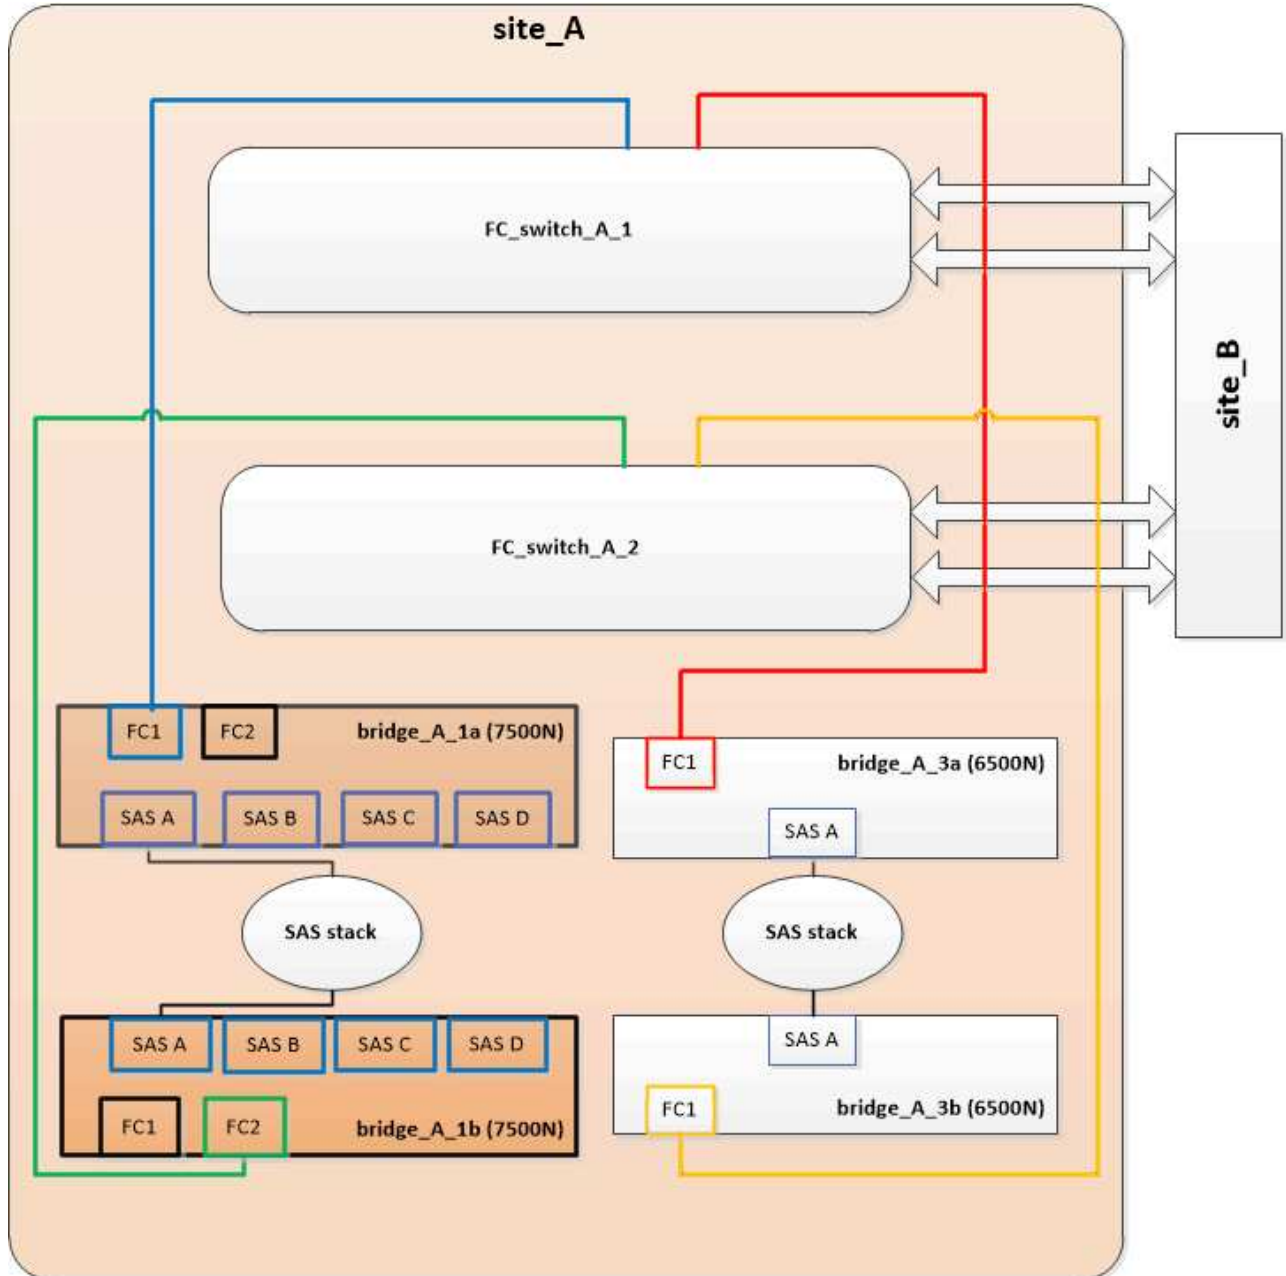 site_A
FC_switch_A_1
site_B
FC_switch_A_2
FC1
FC2
bridge_A_1a (7500N)
SAS A
SAS B
SAS C
SAS D
FC1
bridge_A_3a (6500N)
SAS A
SAS stack
SAS stack
SAS A
SAS B
SAS C
SAS D
FC1
FC2
bridge_A_1b (7500N)
SAS A
FC1
bridge_A_3b (6500N)